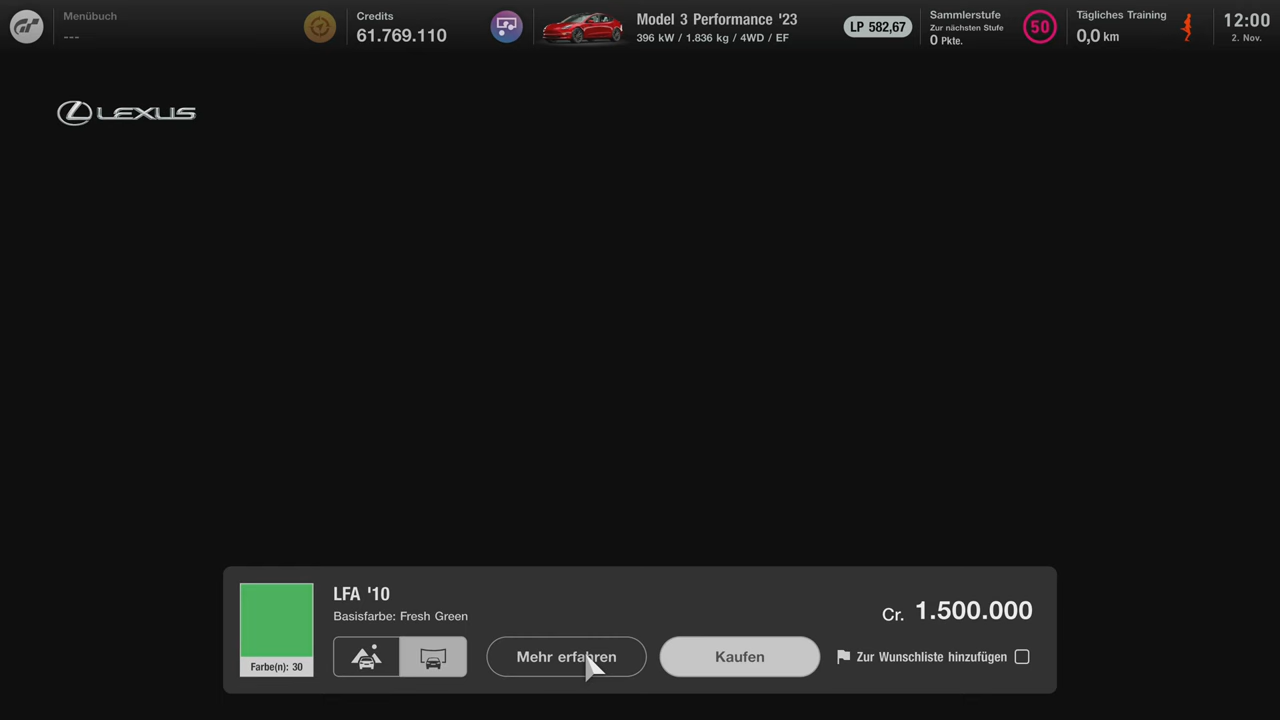 Menübuch
---
Credits
61.769.110
Model 3 Performance '23
396 kW / 1.836 kg / 4WD / EF
LP 582,67
Sammlerstufe
Zur nächsten Stufe
0 Pkte.
50
Tägliches Training
0,0 km
12:00
2. Nov.
LEXUS
LFA '10
Basisfarbe: Fresh Green
Farbe(n): 30
Mehr erfahren
Kaufen
Cr. 1.500.000
Zur Wunschliste hinzufügen